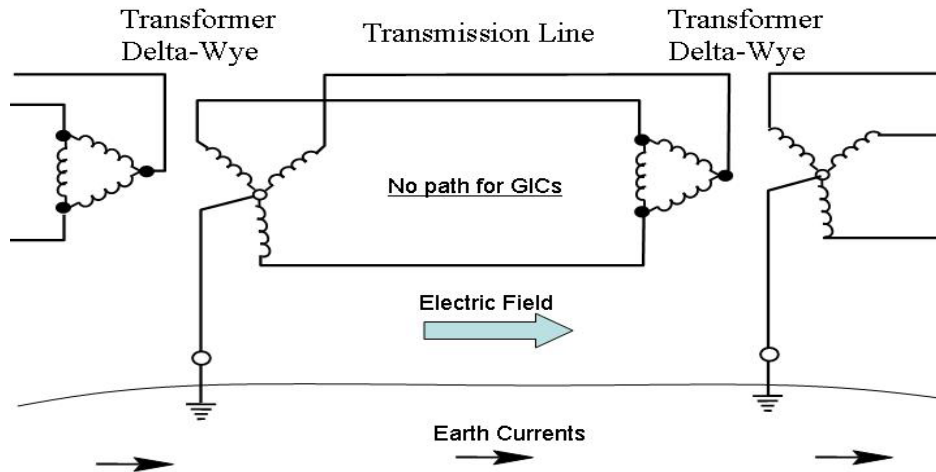 Transformer
Delta-Wye
Transmission Line
Transformer
Delta-Wye
No path for GICs
Electric Field
Earth Currents